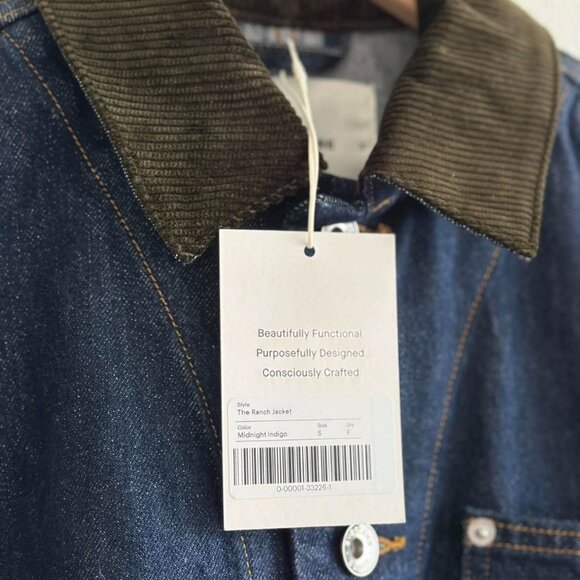 Beautifully Functional
Purposefully Designed
Consciously Crafted
Style
The Ranch Jacket
Color Size Div
Midnight Indigo S F
0-00001-33226-1